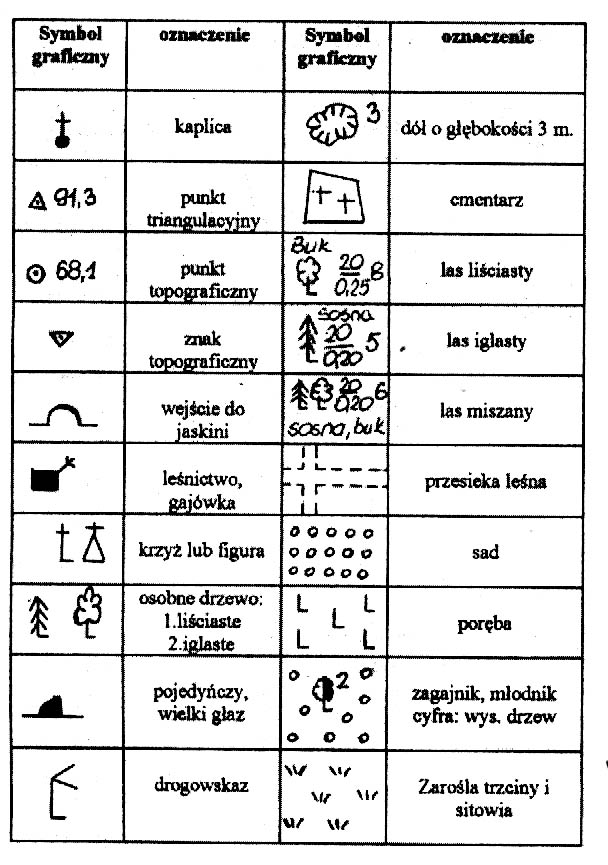 Symbol graficzny oznaczenie Symbol graficzny oznaczenie
kaplica
3
dół o głębokości 3 m.
91,3
punkt
triangulacyjny
cmentarz
68,1
punkt
topograficzny
Buk
20
0,25 8
las liściasty
znak
topograficzny
sosna
20
0,20 5
las iglasty
wejście do
jaskini
20
0,20 6
sosna, buk
las miszany
leśnictwo,
gajówka
przesieka leśna
krzyż lub figura
sad
osobne drzewo:
1.liściaste
2.iglaste
poręba
pojedyńczy,
wielki głaz
2
zagajnik, młodnik
cyfra: wys. drzew
drogowskaz
Zarośla trzciny i
sitowia